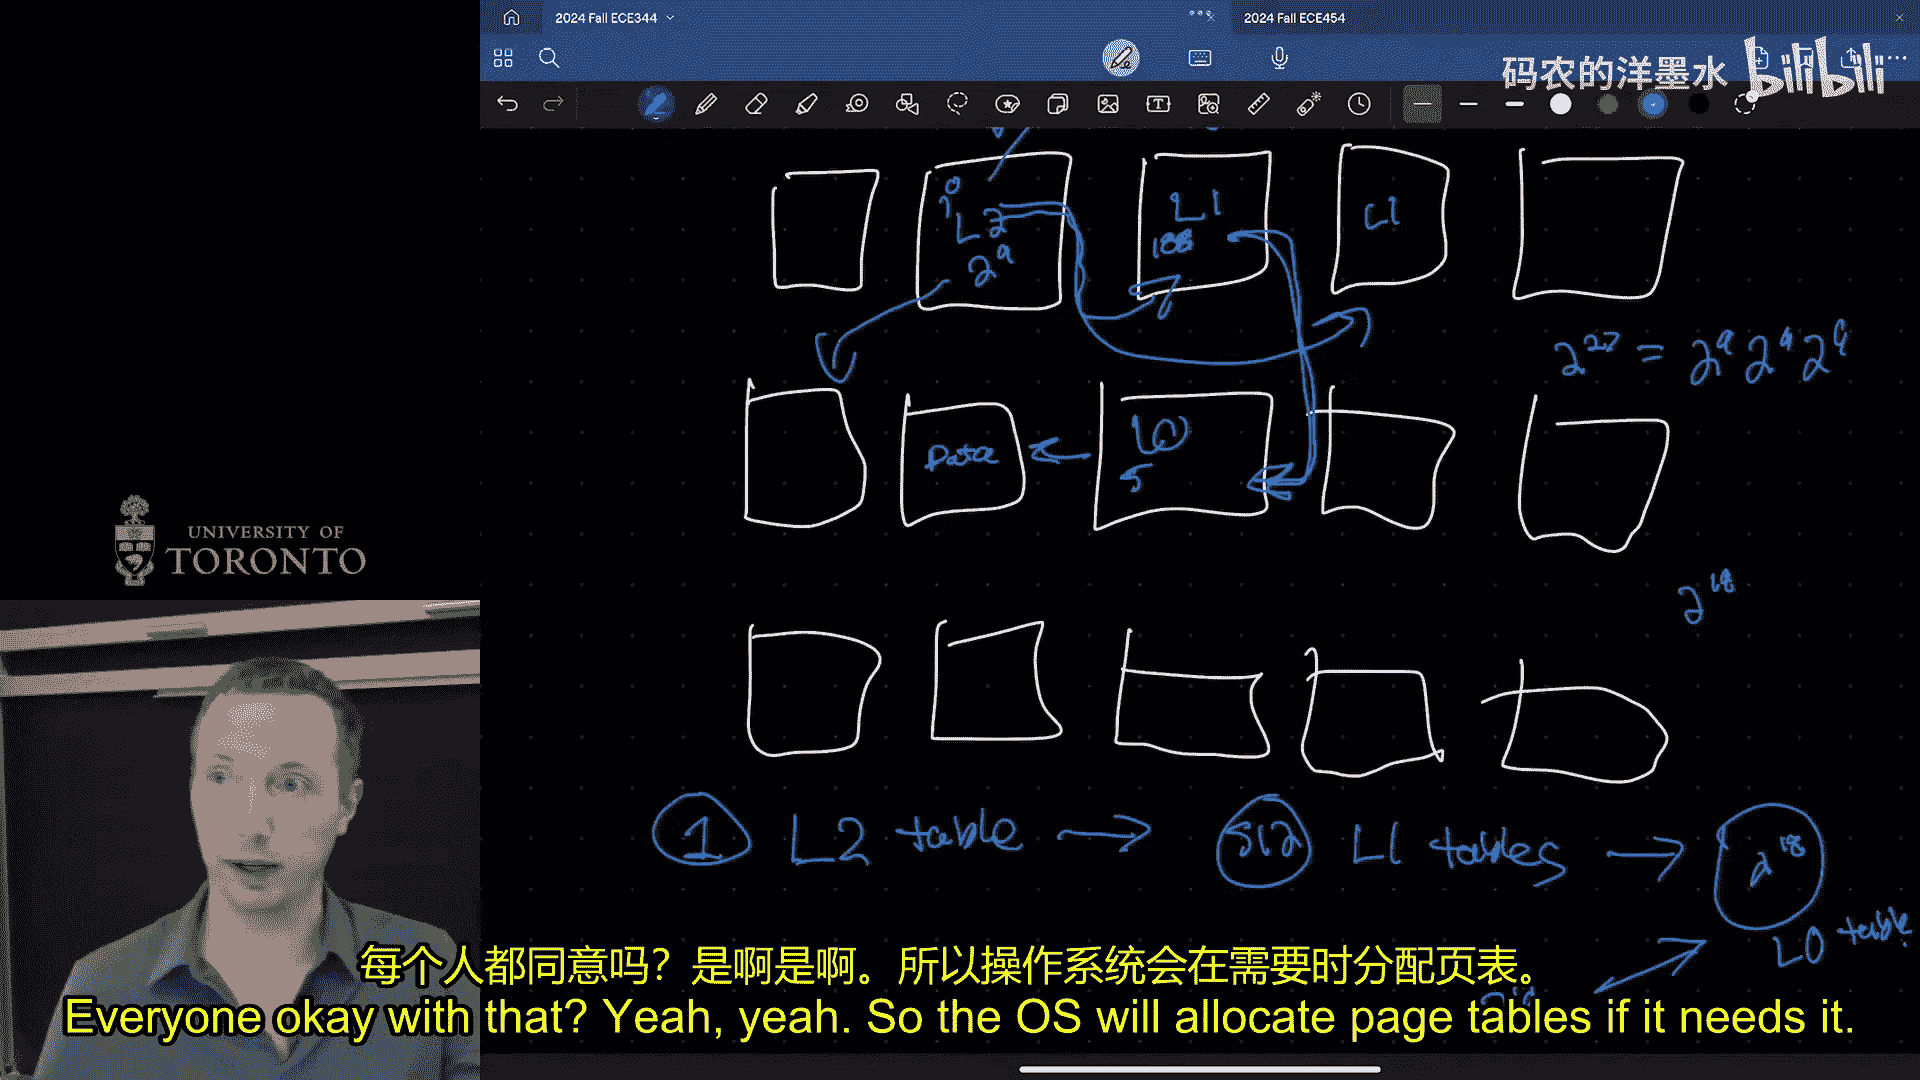 2024 Fall ECE344
2024 Fall ECE454
码农的洋墨水 bilibili
0
1
L2
2^9
L1
188
L1
2^27 = 2^9 2^9 2^9
Data
L0
5
2^18
UNIVERSITY OF
TORONTO
1 L2 table → 512 L1 tables → 2^18
L0 table
每个人都同意吗？是啊是啊。所以操作系统会在需要时分配页表。
Everyone okay with that? Yeah, yeah. So the OS will allocate page tables if it needs it.